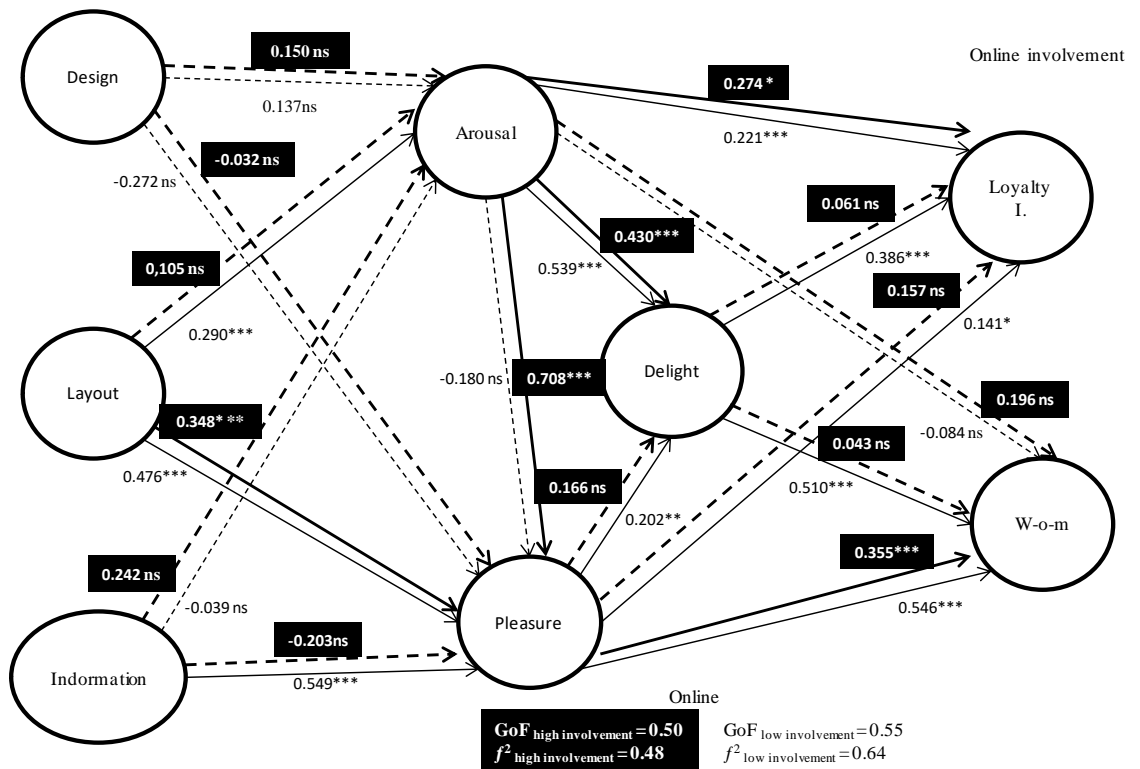 0.150 ns
Online involvement
Design
0.274 *
0.137ns
Arousal
0.221***
-0.032 ns
-0.272 ns
Loyalty
I.
0.061 ns
0.430***
0.539***
0.386***
0,105 ns
0.157 ns
0.290***
0.141*
Layout
-0.180 ns
0.708***
Delight
0.348* **
0.196 ns
-0.084 ns
0.043 ns
0.476***
0.166 ns
0.510***
0.202**
W-o-m
0.355***
0.242 ns
-0.039 ns
0.546***
Pleasure
-0.203ns
Indormation
0.549***
Online
GoF high involvement = 0.50
GoF low involvement = 0.55
f2 high involvement = 0.48
f2 low involvement = 0.64